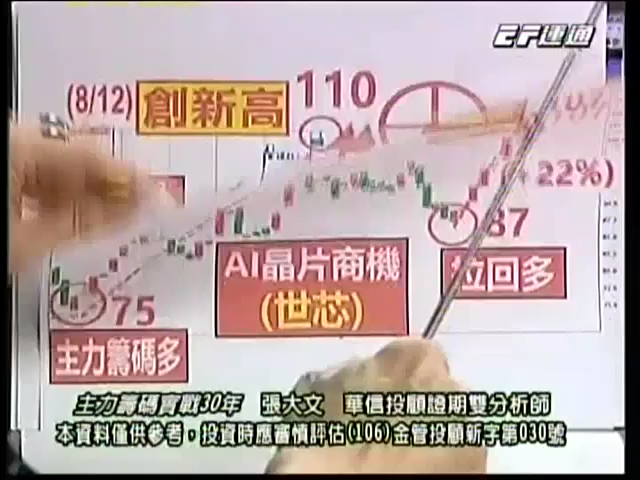 EF運通
(8/12)
創新高
110
(+22%)
87
AI晶片商機
(世芯)
拉回多
75
主力籌碼多
主力籌碼實戰30年 張大文 華信投顧證期雙分析師
本資料僅供參考，投資時應審慎評估(106)金管投顧新字第030號